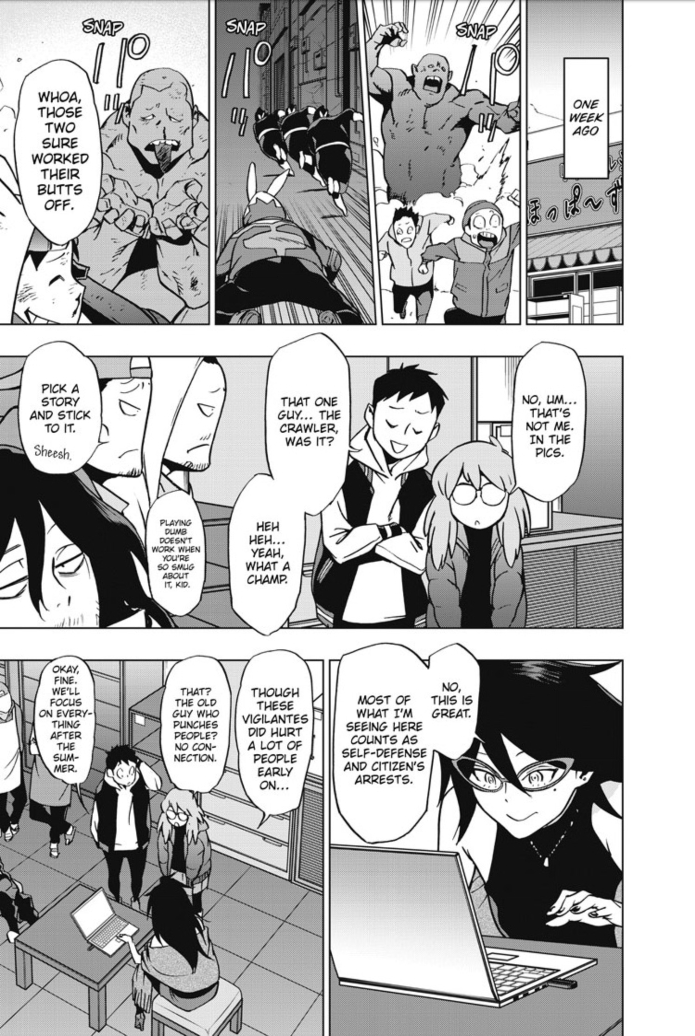 ONE
WEEK
AGO
ほっぱ～ず
SNAP
SNAP
SNAP
WHOA,
THOSE
TWO
SURE
WORKED
THEIR
BUTTS
OFF.
NO, UM...
THAT'S
NOT ME.
IN THE
PICS.
THAT ONE
GUY... THE
CRAWLER,
WAS IT?
HEH
HEH...
YEAH,
WHAT A
CHAMP.
PLAYING
DUMB
DOESN'T
WORK WHEN
YOU'RE
SO SMUG
ABOUT
IT, KID.
PICK A
STORY
AND STICK
TO IT.
Sheesh.
NO,
THIS IS
GREAT.
MOST OF
WHAT I'M
SEEING HERE
COUNTS AS
SELF-DEFENSE
AND CITIZEN'S
ARRESTS.
THOUGH
THESE
VIGILANTES
DID HURT
A LOT OF
PEOPLE
EARLY
ON...
THAT?
THE OLD
GUY WHO
PUNCHES
PEOPLE?
NO CON-
NECTION.
OKAY,
FINE.
WE'LL
FOCUS
ON EVERY-
THING
AFTER
THE
SUM-
MER.